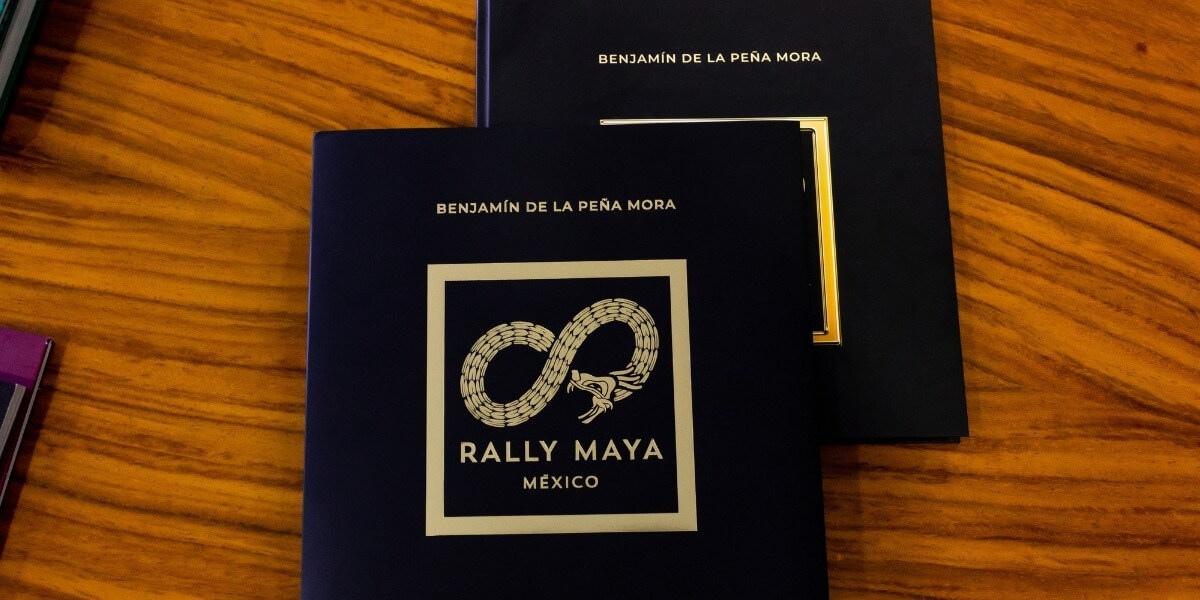 BENJAMÍN DE LA PEÑA MORA
BENJAMÍN DE LA PEÑA MORA
RALLY MAYA
MÉXICO